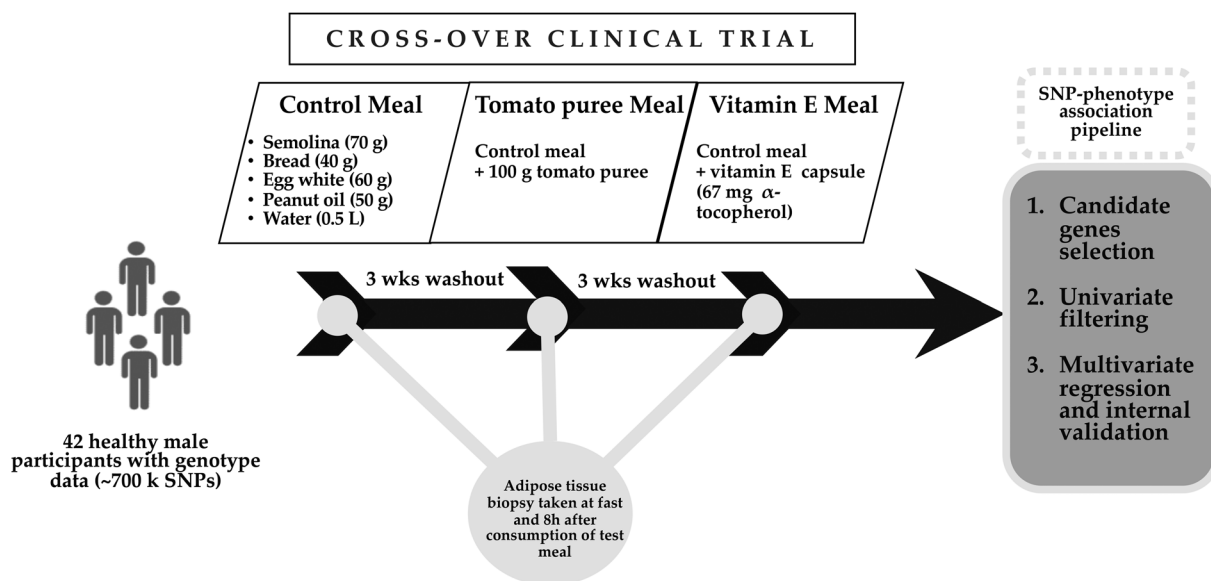 CROSS-OVER CLINICAL TRIAL
Control Meal
• Semolina (70 g)
• Bread (40 g)
• Egg white (60 g)
• Peanut oil (50 g)
• Water (0.5 L)
Tomato puree Meal
Control meal
+ 100 g tomato puree
Vitamin E Meal
Control meal
+ vitamin E capsule
(67 mg α-
tocopherol)
SNP-phenotype
association
pipeline
1. Candidate
genes
selection
2. Univariate
filtering
3. Multivariate
regression
and internal
validation
3 wks washout
3 wks washout
42 healthy male
participants with genotype
data (~700 k SNPs)
Adipose tissue
biopsy taken at fast
and 8h after
consumption of test
meal